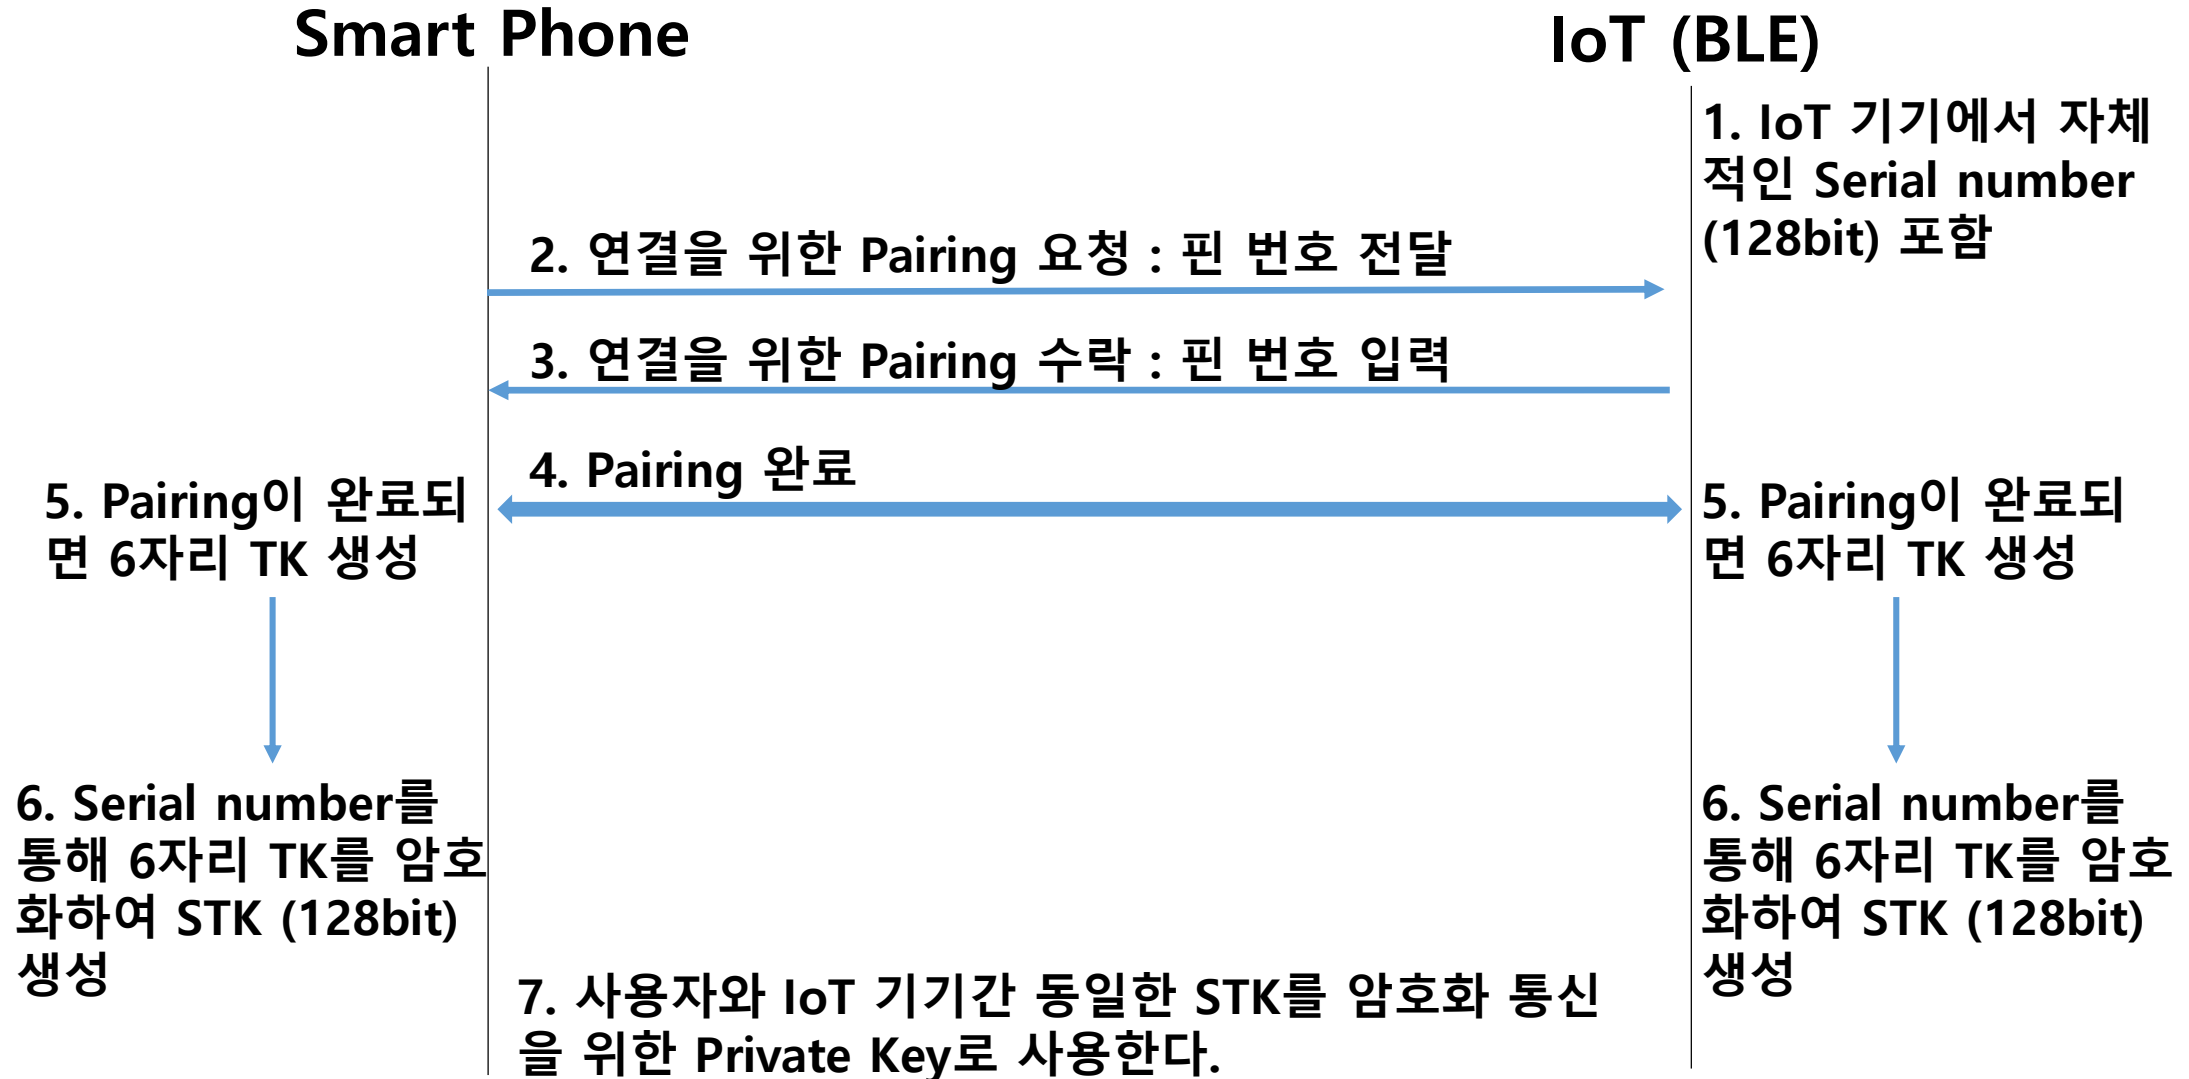 Smart Phone
IoT (BLE)
1. IoT 기기에서 자체
적인 Serial number
(128bit) 포함
2. 연결을 위한 Pairing 요청 : 핀 번호 전달
3. 연결을 위한 Pairing 수락 : 핀 번호 입력
4. Pairing 완료
5. Pairing이 완료되
면 6자리 TK 생성
5. Pairing이 완료되
면 6자리 TK 생성
6. Serial number를
통해 6자리 TK를 암호
화하여 STK (128bit)
생성
6. Serial number를
통해 6자리 TK를 암호
화하여 STK (128bit)
생성
7. 사용자와 IoT 기기간 동일한 STK를 암호화 통신
을 위한 Private Key로 사용한다.